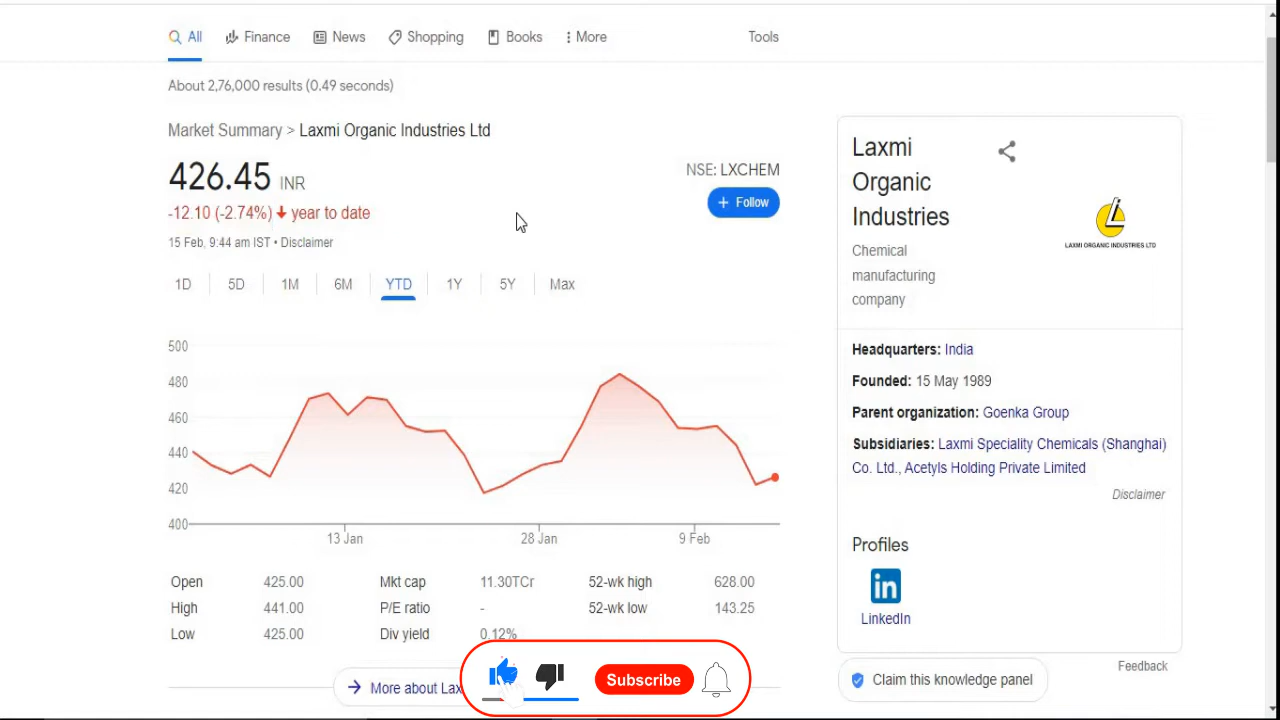 All
Finance
News
Shopping
Books
More
Tools
About 2,76,000 results (0.49 seconds)
Market Summary > Laxmi Organic Industries Ltd
426.45 INR
NSE: LXCHEM
+ Follow
-12.10 (-2.74%) year to date
15 Feb, 9:44 am IST • Disclaimer
1D 5D 1M 6M YTD 1Y 5Y Max
500
480
460
440
420
400
13 Jan 28 Jan 9 Feb
Open 425.00 Mkt cap 11.30TCr 52-wk high 628.00
High 441.00 P/E ratio - 52-wk low 143.25
Low 425.00 Div yield 0.12%
More about Lax
Subscribe
Laxmi
Organic
Industries
LAXMI ORGANIC INDUSTRIES LTD
Chemical
manufacturing
company
Headquarters: India
Founded: 15 May 1989
Parent organization: Goenka Group
Subsidiaries: Laxmi Speciality Chemicals (Shanghai)
Co. Ltd., Acetyls Holding Private Limited
Disclaimer
Profiles
in
LinkedIn
Feedback
Claim this knowledge panel